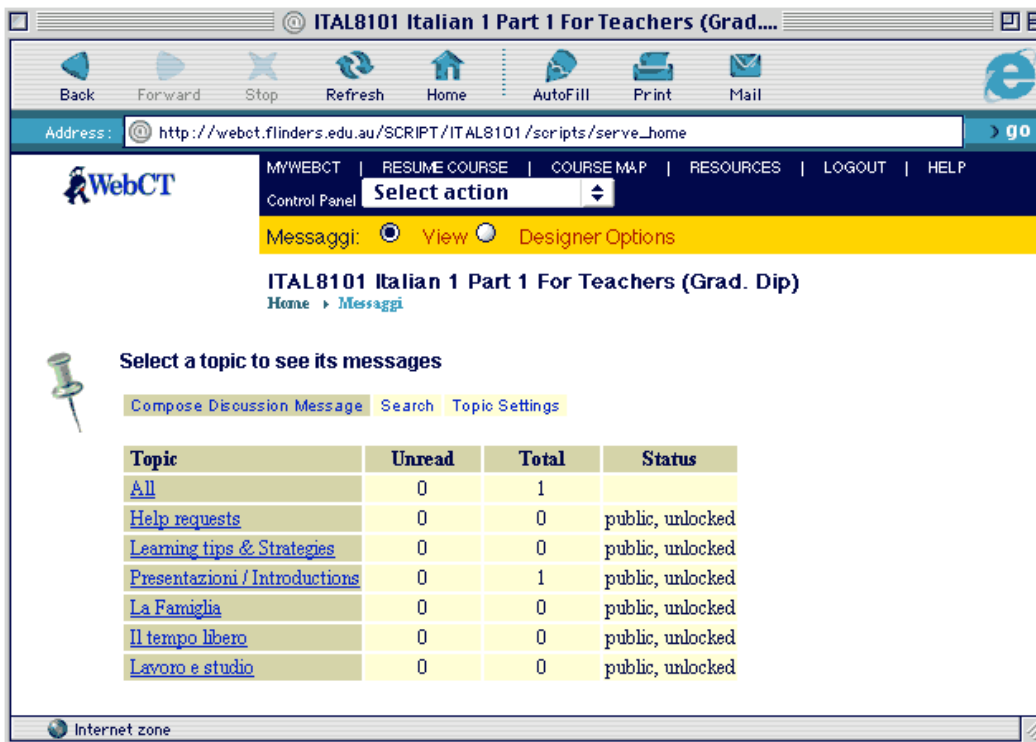 ITAL8101 Italian 1 Part 1 For Teachers (Grad....
Back Forward Stop Refresh Home AutoFill Print Mail
Address: http://webct.flinders.edu.au/SCRIPT/ITAL8101/scripts/serve_home go
WebCT
MYWEBCT | RESUME COURSE | COURSE MAP | RESOURCES | LOGOUT | HELP
Control Panel Select action
Messaggi: View Designer Options
ITAL8101 Italian 1 Part 1 For Teachers (Grad. Dip)
Home Messaggi
Select a topic to see its messages
Compose Discussion Message Search Topic Settings
Topic Unread Total Status
All 0 1
Help requests 0 0 public, unlocked
Learning tips & Strategies 0 0 public, unlocked
Presentazioni / Introductions 0 1 public, unlocked
La Famiglia 0 0 public, unlocked
Il tempo libero 0 0 public, unlocked
Lavoro e studio 0 0 public, unlocked
Internet zone